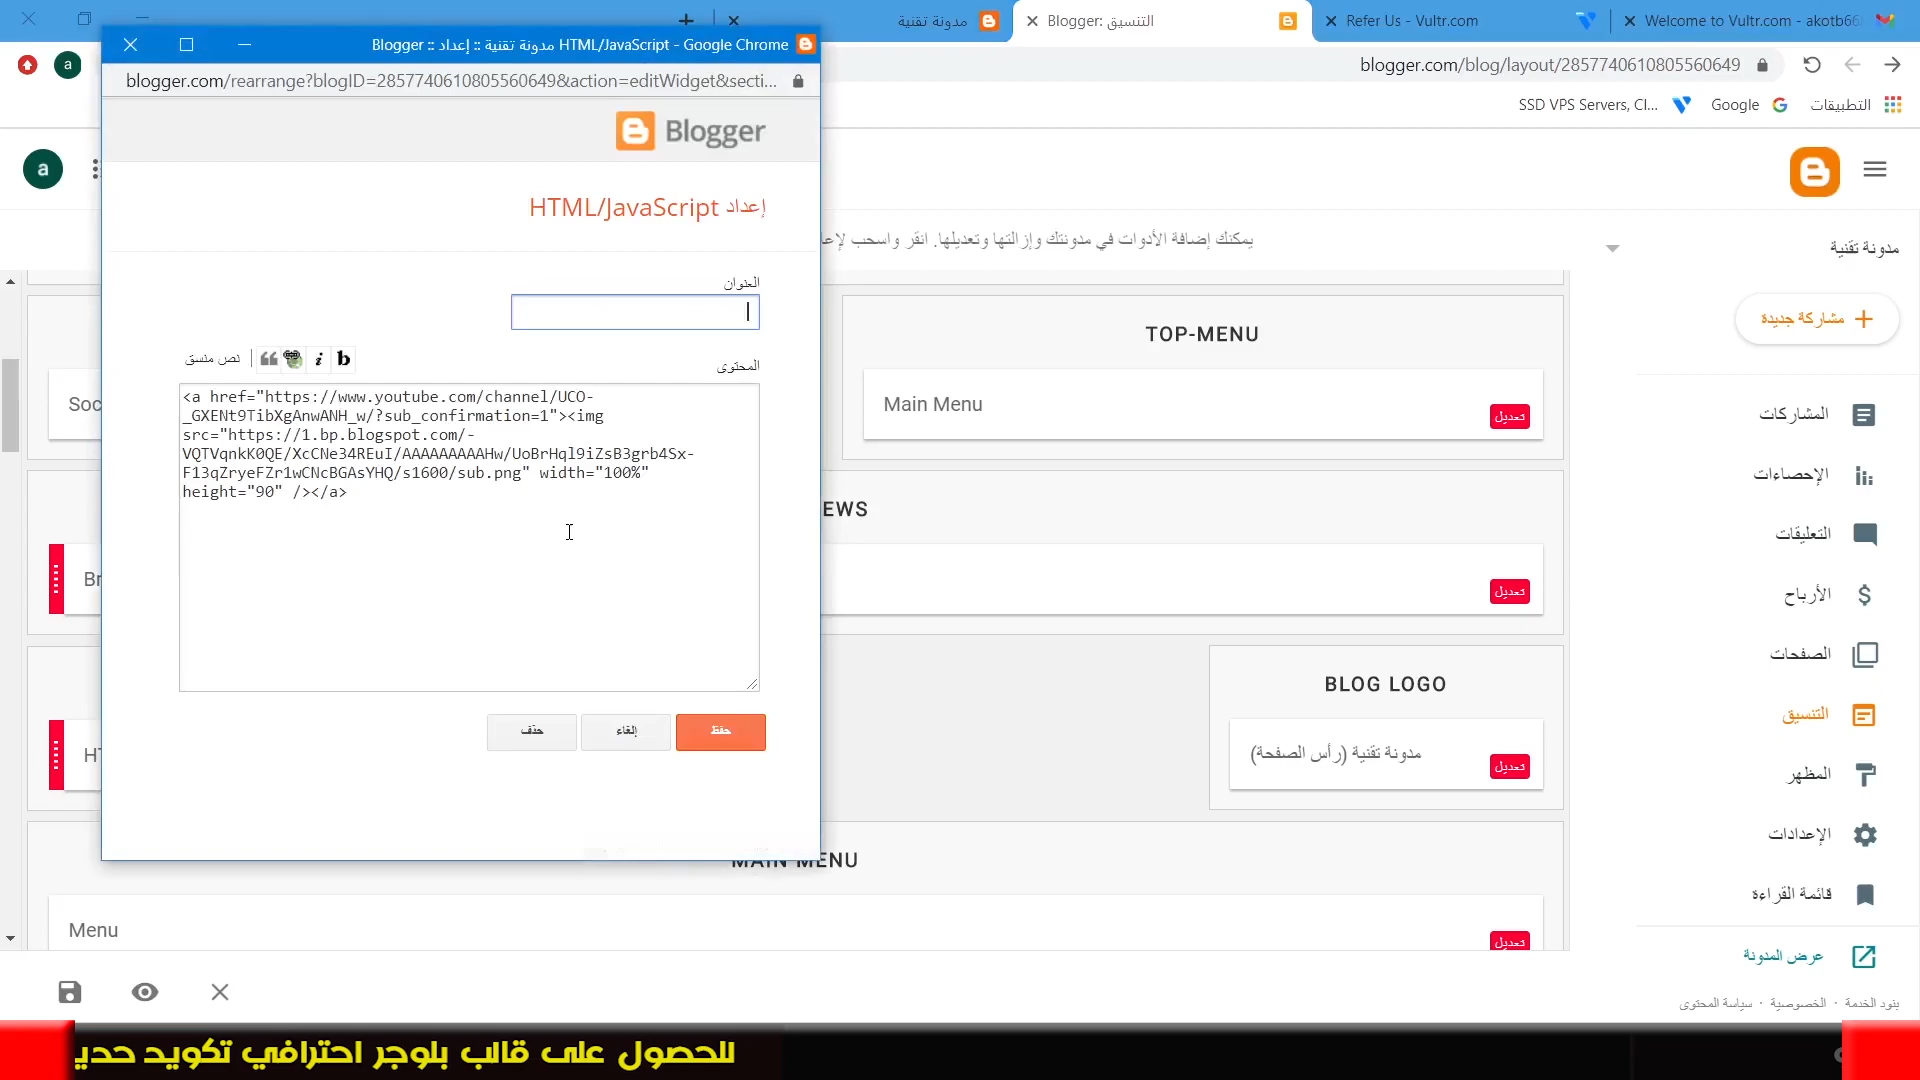 مدونة تقنية
Blogger: التنسيق
Refer Us - Vultr.com
Welcome to Vultr.com - akotb66
Blogger :: إعداد :: مدونة تقنية HTML/JavaScript - Google Chrome
blogger.com/rearrange?blogID=2857740610805560649&action=editWidget&secti...
blogger.com/blog/layout/2857740610805560649
SSD VPS Servers, Cl...
Google
التطبيقات
a
a
Blogger
إعداد HTML/JavaScript
يمكنك إضافة الأدوات في مدونتك وإزالتها وتعديلها. انقر واسحب لإعا
مدونة تقنية
العنوان
المحتوى
نص منسق
b
i
<a href="https://www.youtube.com/channel/UCO-
_GXENt9TibXgAnwANH_w/?sub_confirmation=1"><img
src="https://1.bp.blogspot.com/-
VQTVqnkK0QE/XcCNe34REuI/AAAAAAAAAHw/UoBrHql9iZsB3grb4Sx-
F13qZryeFZr1wCNcBGAsYHQ/s1600/sub.png" width="100%"
height="90" /></a>
حفظ
إلغاء
حذف
TOP-MENU
Main Menu
تعديل
Soc
EWS
Br
تعديل
BLOG LOGO
مدونة تقنية (رأس الصفحة)
تعديل
HT
MAIN MENU
Menu
تعديل
مشاركة جديدة
المشاركات
الإحصاءات
التعليقات
الأرباح
الصفحات
التنسيق
المظهر
الإعدادات
قائمة القراءة
عرض المدونة
بنود الخدمة · الخصوصية · سياسة المحتوى
للحصول على قالب بلوجر احترافي تكويد حدي